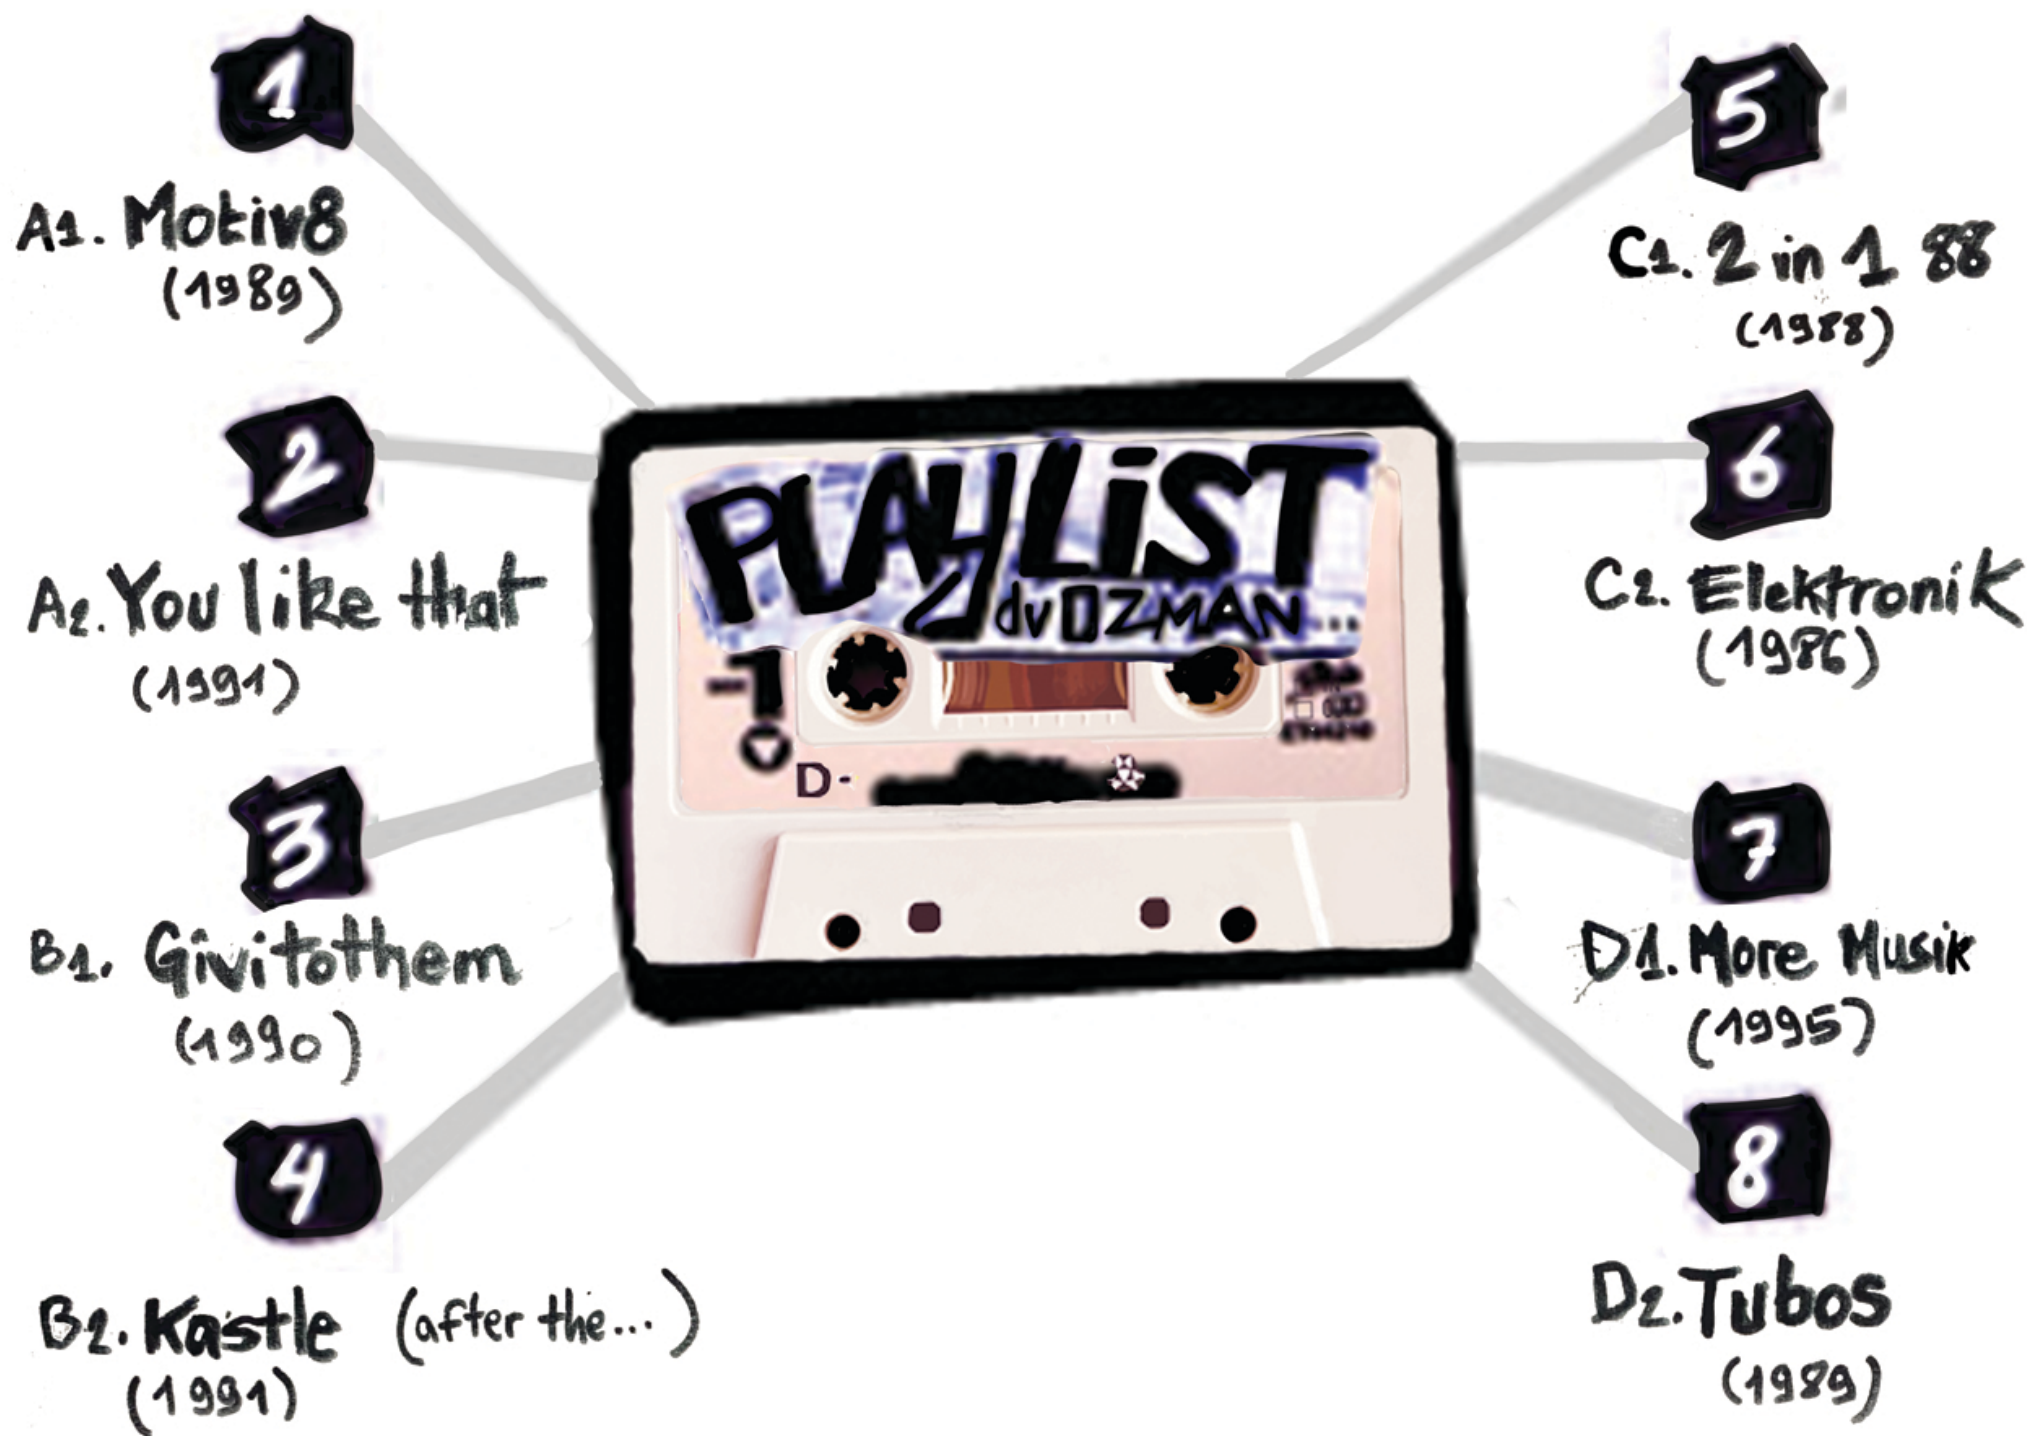 1
A1. Motiv8
(1989)
2
A2. You like that
(1991)
3
B1. Givitothem
(1990)
4
B2. Kastle (after the...)
(1991)
PLAYLiST
dvOZMAN...
D-
5
C1. 2 in 1 88
(1988)
6
C2. Elektronik
(1986)
7
D1. More Musik
(1995)
8
D2. Tubos
(1989)